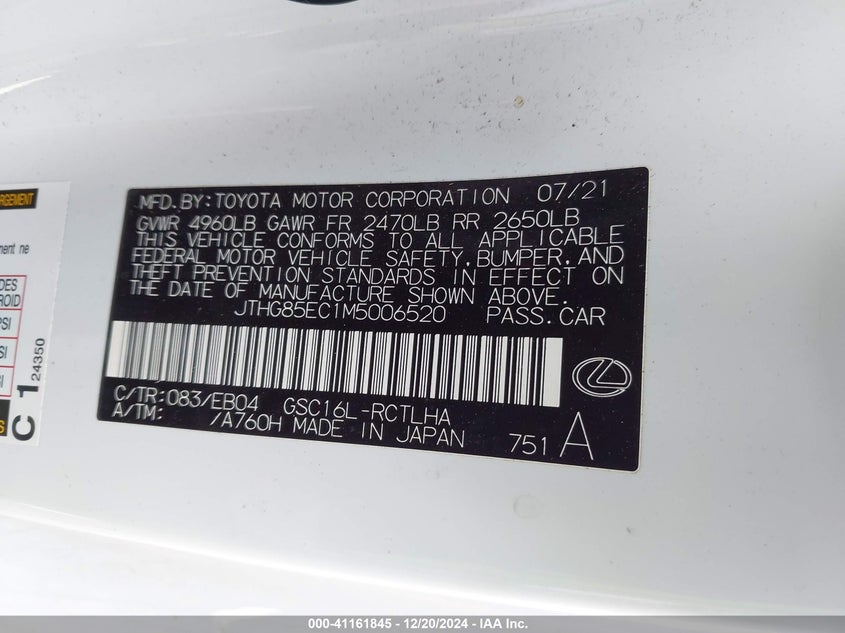 MFD.BY:TOYOTA MOTOR CORPORATION 07/21
GVWR 4960LB GAWR FR 2470LB RR 2650LB
THIS VEHICLE CONFORMS TO ALL APPLICABLE
FEDERAL MOTOR VEHICLE SAFETY,BUMPER,AND
THEFT PREVENTION STANDARDS IN EFFECT ON
THE DATE OF MANUFACTURE SHOWN ABOVE.
JTHG85EC1M5006520 PASS.CAR
C/TR:083/EB04 GSC16L-RCTLHA
A/TM: /A760H MADE IN JAPAN 751 A
C 1 24350
000-41161845 - 12/20/2024 - IAA Inc.